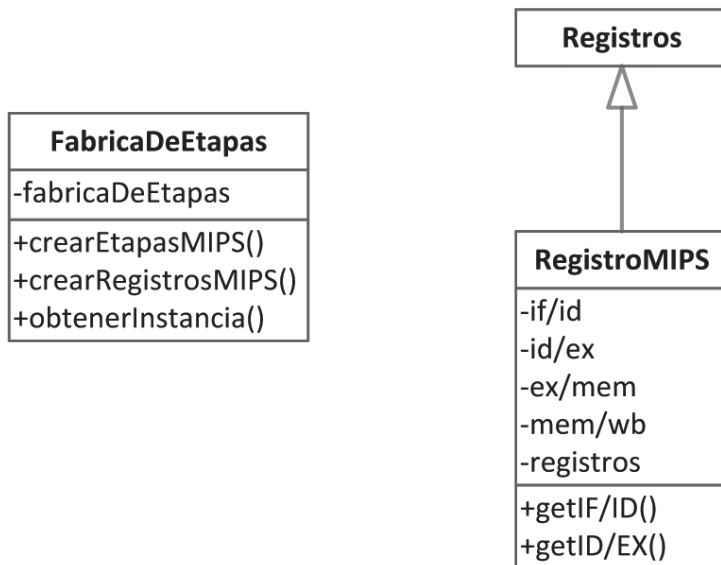 Registros
FabricaDeEtapas
-fabricaDeEtapas
+crearEtapasMIPS()
+crearRegistrosMIPS()
+obtenerInstancia()
RegistroMIPS
-if/id
-id/ex
-ex/mem
-mem/wb
-registros
+getIF/ID()
+getID/EX()